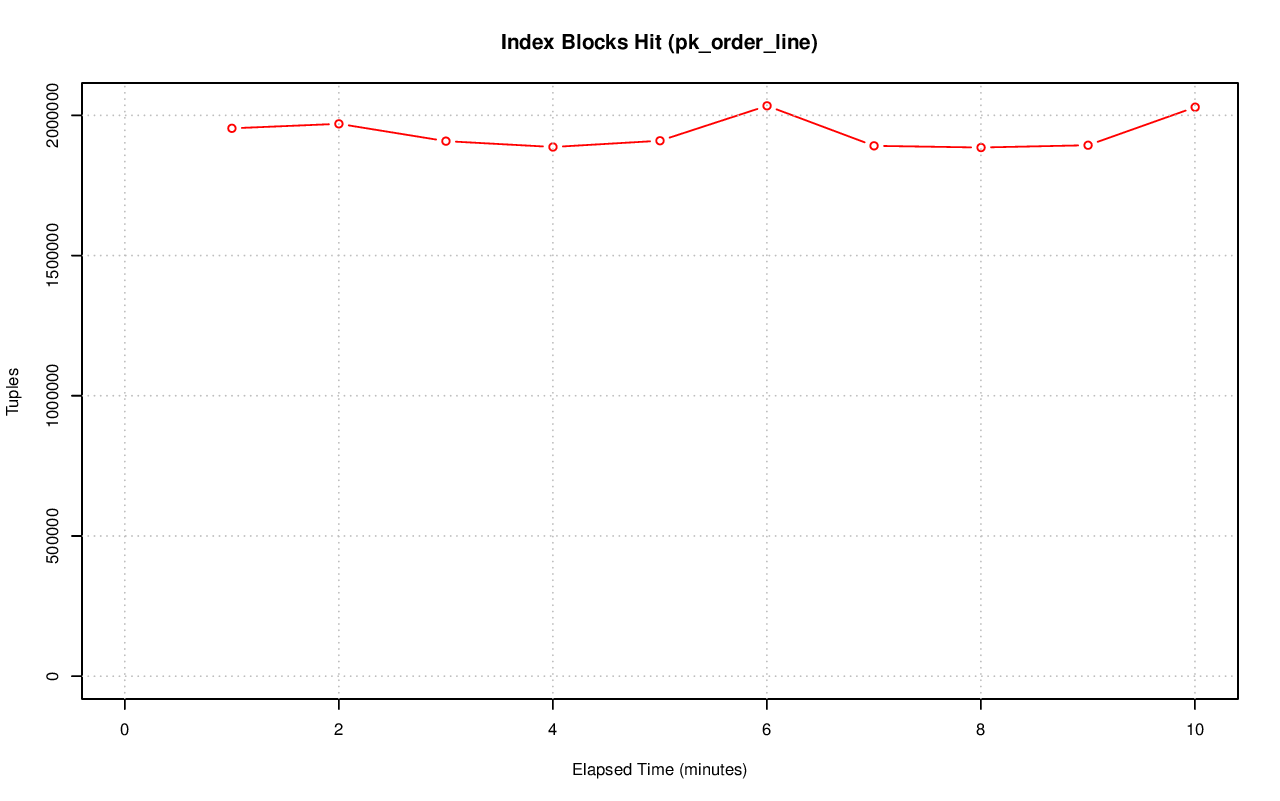 Index Blocks Hit (pk_order_line)
2000000
1500000
1000000
500000
0
Tuples
0 2 4 6 8 10
Elapsed Time (minutes)